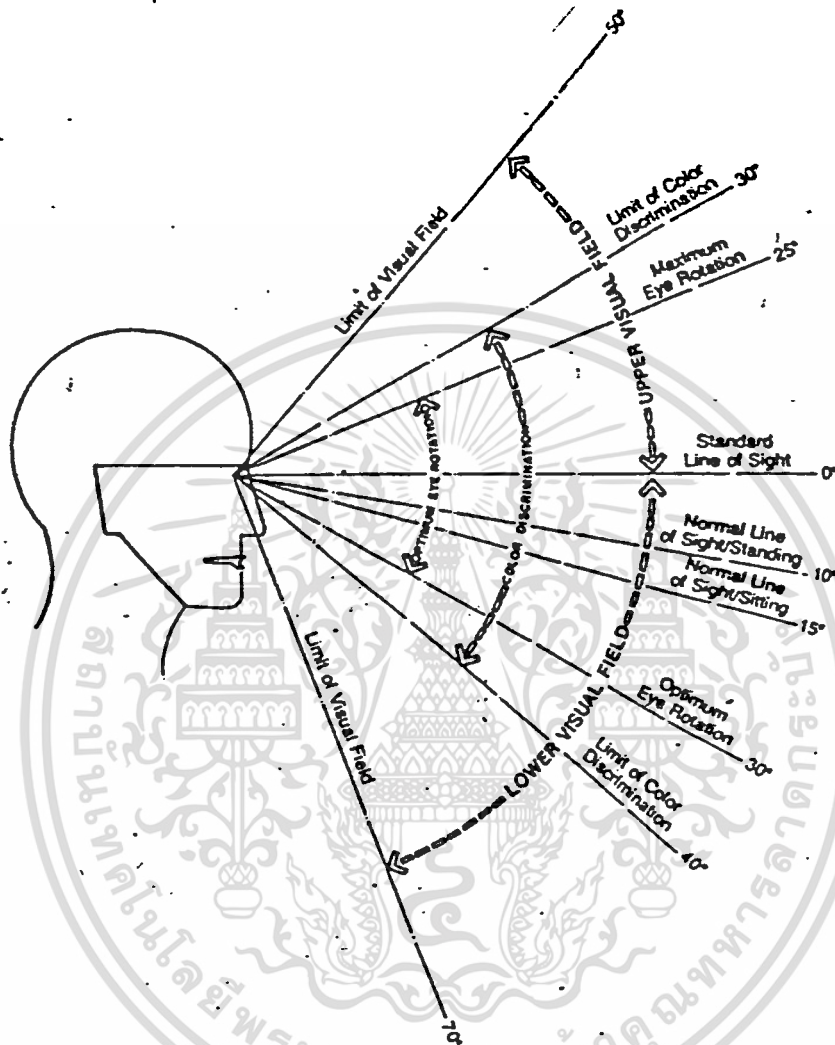 50°
Limit of Visual Field
Limit of Color
Discrimination
30°
Maximum
Eye Rotation
25°
UPPER VISUAL FIELD
OPTIMUM EYE ROTATION
COLOR DISCRIMINATION
Standard
Line of Sight
0°
Normal Line
of Sight/Standing
10°
Normal Line
of Sight/Sitting
15°
Optimum
Eye Rotation
30°
Limit of Color
Discrimination
40°
LOWER VISUAL FIELD
Limit of Visual Field
70°